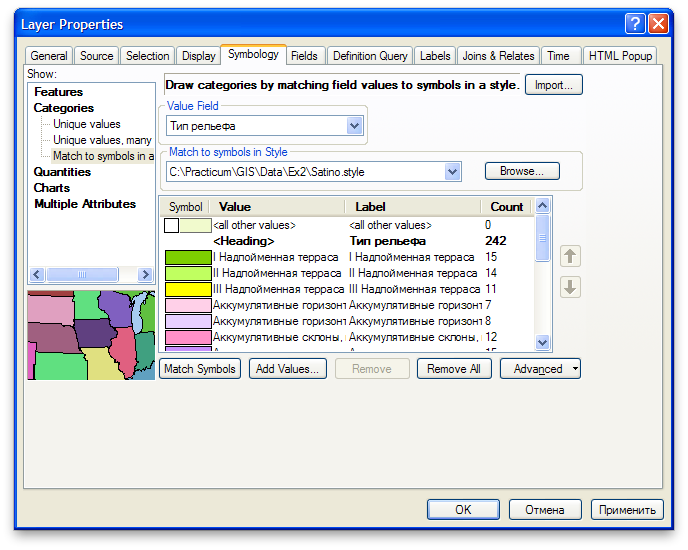 Layer Properties
General Source Selection Display Symbology Fields Definition Query Labels Joins & Relates Time HTML Popup
Show:
Features
Categories
Unique values
Unique values, many
Match to symbols in a
Quantities
Charts
Multiple Attributes
Draw categories by matching field values to symbols in a style.
Import...
Value Field
Тип рельефа
Match to symbols in Style
C:\Practicum\GIS\Data\Ex2\Satino.style
Browse...
Symbol Value Label Count
<all other values> <all other values> 0
<Heading> Тип рельефа 242
I Надпойменная терраса I Надпойменная терраса 15
II Надпойменная терраса II Надпойменная терраса 14
III Надпойменная терраса III Надпойменная терраса 11
Аккумулятивные горизонт Аккумулятивные горизонт 7
Аккумулятивные горизонт Аккумулятивные горизонт 8
Аккумулятивные склоны, Аккумулятивные склоны, 12
Match Symbols Add Values... Remove Remove All Advanced
OK Отмена Применить